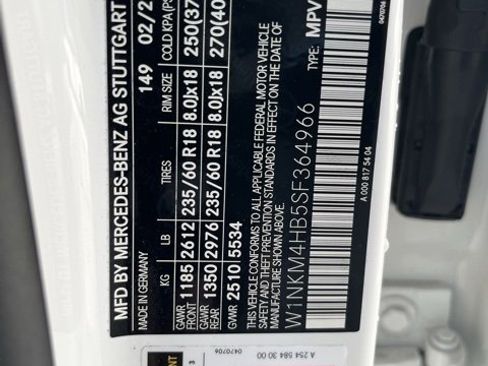 MFD BY MERCEDES-BENZ AG STUTTGART
MADE IN GERMANY 149 02/2
KG LB TIRES RIM SIZE COLD KPA(PS
GAWR FRONT 1185 2612 235/60 R18 8.0Jx18 250(37
GAWR REAR 1350 2976 235/60 R18 8.0Jx18 270(40
GVWR 2510 5534
THIS VEHICLE CONFORMS TO ALL APPLICABLE FEDERAL MOTOR VEHICLE
SAFETY AND THEFT PREVENTION STANDARDS IN EFFECT ON THE DATE OF
MANUFACTURE SHOWN ABOVE.
W1NKM4HB5SF364966
TYPE: MPV
A 000 817 54 04
0470706
0470706
A 254 584 30 00